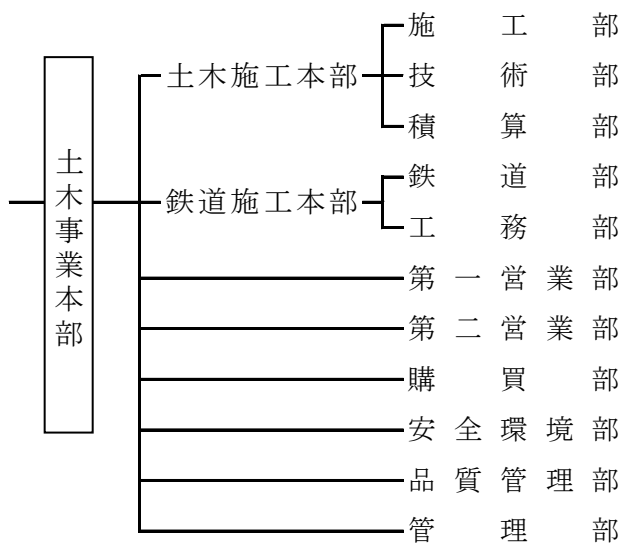 土木事業本部
土木施工本部
施工部
技術部
積算部
鉄道施工本部
鉄道部
工務部
第一営業部
第二営業部
購買部
安全環境部
品質管理部
管理部